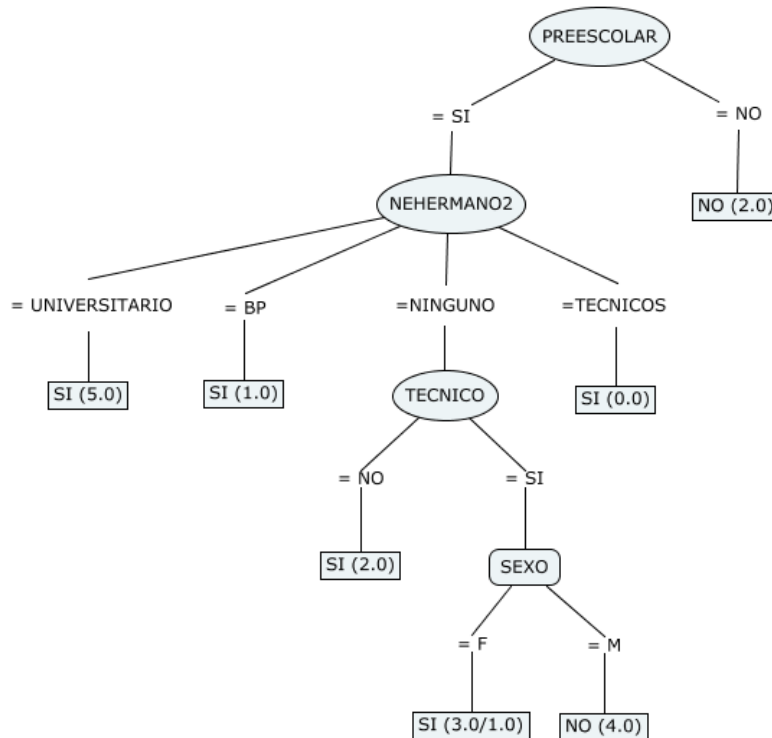 PREESCOLAR
= SI
= NO
NEHERMANO2
NO (2.0)
= UNIVERSITARIO
= BP
=NINGUNO
=TECNICOS
SI (5.0)
SI (1.0)
TECNICO
SI (0.0)
= NO
= SI
SI (2.0)
SEXO
= F
= M
SI (3.0/1.0)
NO (4.0)